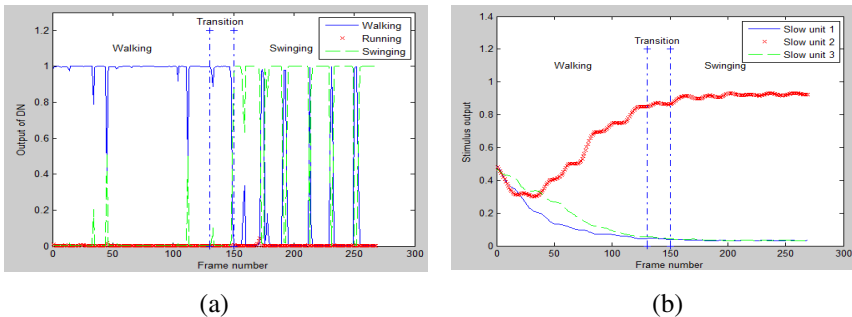 Transition
Walking
Running
Swinging
Walking
Swinging
Output of DN
1.2
1
0.8
0.6
0.4
0.2
0
0
50
100
150
200
250
300
Frame number
(a)
1.4
1.2
1
0.8
0.6
0.4
0.2
0
Stimulus output
Slow unit 1
Slow unit 2
Slow unit 3
Transition
Walking
Swinging
0
50
100
150
200
250
300
Frame number
(b)